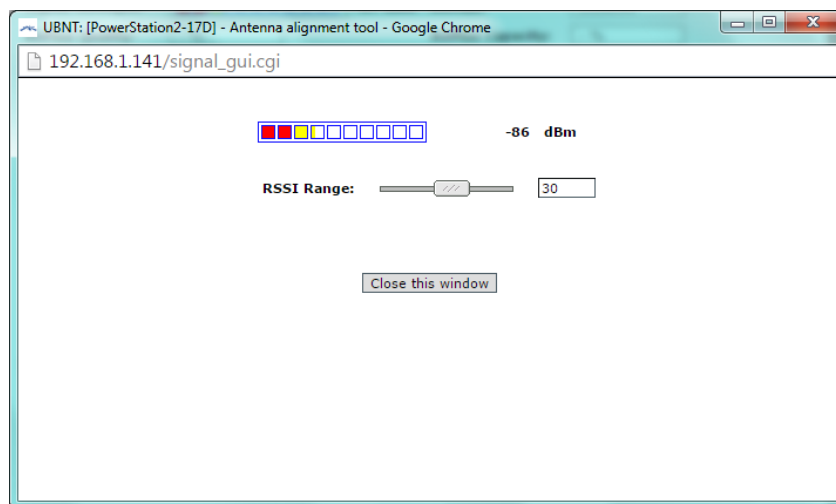 UBNT: [PowerStation2-17D] - Antenna alignment tool - Google Chrome
192.168.1.141/signal_gui.cgi
-86 dBm
RSSI Range: 30
Close this window